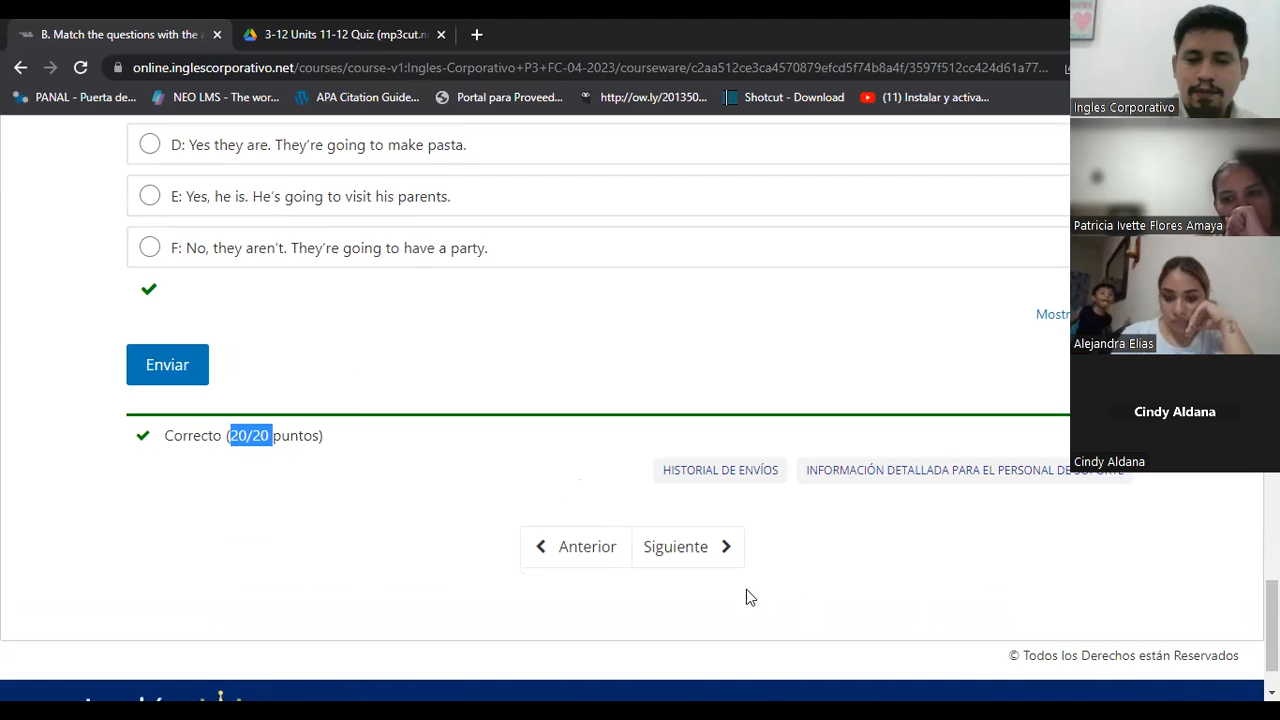 B. Match the questions with the a
3-12 Units 11-12 Quiz (mp3cut.n
online.inglescorporativo.net/courses/course-v1:Ingles-Corporativo+P3+FC-04-2023/courseware/c2aa512ce3ca4570879efcd5f74b8a4f/3597f512cc424d61a77...
PANAL - Puerta de...
NEO LMS - The wor...
APA Citation Guide...
Portal para Proveed...
http://ow.ly/201350...
Shotcut - Download
(11) Instalar y activa...
D: Yes they are. They're going to make pasta.
E: Yes, he is. He's going to visit his parents.
F: No, they aren't. They're going to have a party.
Mostr
Enviar
Correcto (20/20 puntos)
HISTORIAL DE ENVÍOS
INFORMACIÓN DETALLADA PARA EL PERSONAL DE SOPORTE
Anterior
Siguiente
© Todos los Derechos están Reservados
Ingles Corporativo
Patricia Ivette Flores Amaya
Alejandra Elias
Cindy Aldana
Cindy Aldana